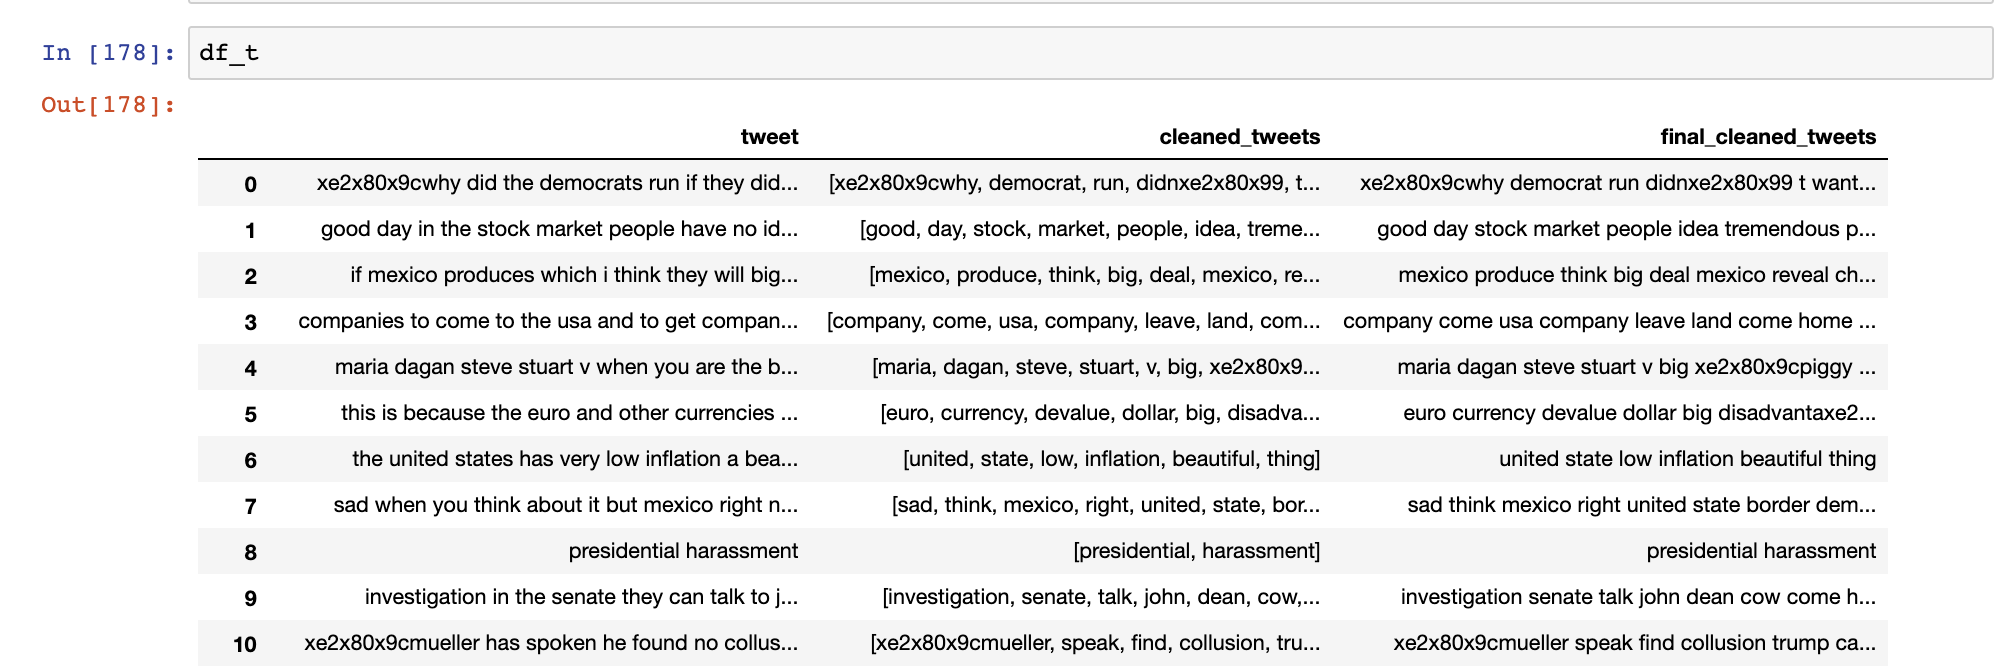 In [178]: df_t
Out[178]:
tweet cleaned_tweets final_cleaned_tweets
0 xe2x80x9cwhy did the democrats run if they did... [xe2x80x9cwhy, democrat, run, didnxe2x80x99, t... xe2x80x9cwhy democrat run didnxe2x80x99 t want...
1 good day in the stock market people have no id... [good, day, stock, market, people, idea, treme... good day stock market people idea tremendous p...
2 if mexico produces which i think they will big... [mexico, produce, think, big, deal, mexico, re... mexico produce think big deal mexico reveal ch...
3 companies to come to the usa and to get compan... [company, come, usa, company, leave, land, com... company come usa company leave land come home ...
4 maria dagan steve stuart v when you are the b... [maria, dagan, steve, stuart, v, big, xe2x80x9... maria dagan steve stuart v big xe2x80x9cpiggy ...
5 this is because the euro and other currencies ... [euro, currency, devalue, dollar, big, disadva... euro currency devalue dollar big disadvantaxe2...
6 the united states has very low inflation a bea... [united, state, low, inflation, beautiful, thing] united state low inflation beautiful thing
7 sad when you think about it but mexico right n... [sad, think, mexico, right, united, state, bor... sad think mexico right united state border dem...
8 presidential harassment [presidential, harassment] presidential harassment
9 investigation in the senate they can talk to j... [investigation, senate, talk, john, dean, cow,... investigation senate talk john dean cow come h...
10 xe2x80x9cmueller has spoken he found no collus... [xe2x80x9cmueller, speak, find, collusion, tru... xe2x80x9cmueller speak find collusion trump ca...